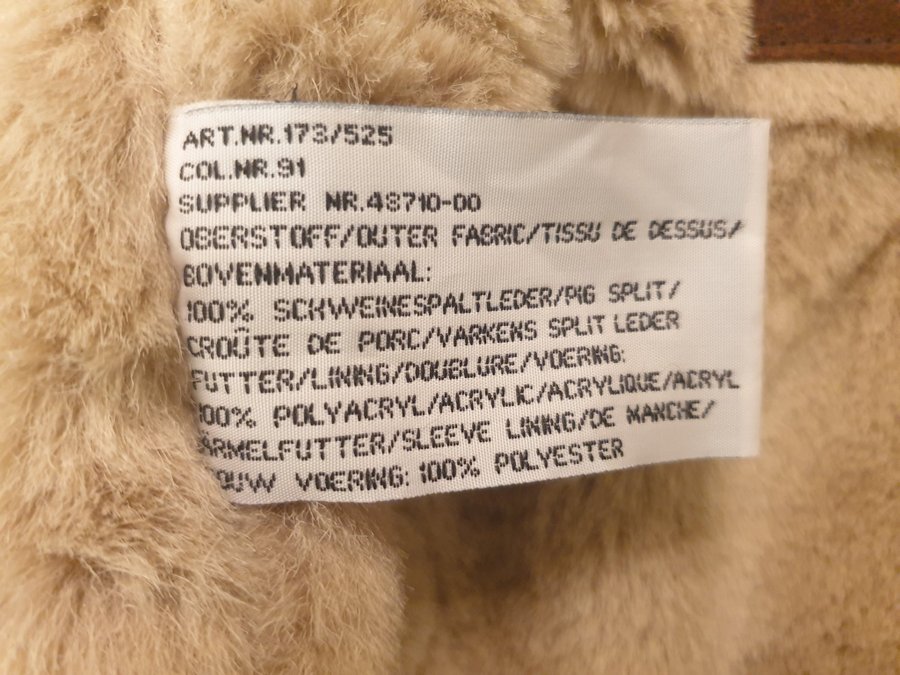 ART.NR.173/525
COL.NR.91
SUPPLIER NR.48710-00
OBERSTOFF/OUTER FABRIC/TISSU DE DESSUS/
BOVENMATERIAAL:
100% SCHWEINESPALTLEDER/PIG SPLIT/
CROÛTE DE PORC/VARKENS SPLIT LEDER
FUTTER/LINING/DOUBLURE/VOERING:
100% POLYACRYL/ACRYLIC/ACRYLIQUE/ACRYL
ÄRMELFUTTER/SLEEVE LINING/DE MANCHE/
MOUW VOERING: 100% POLYESTER